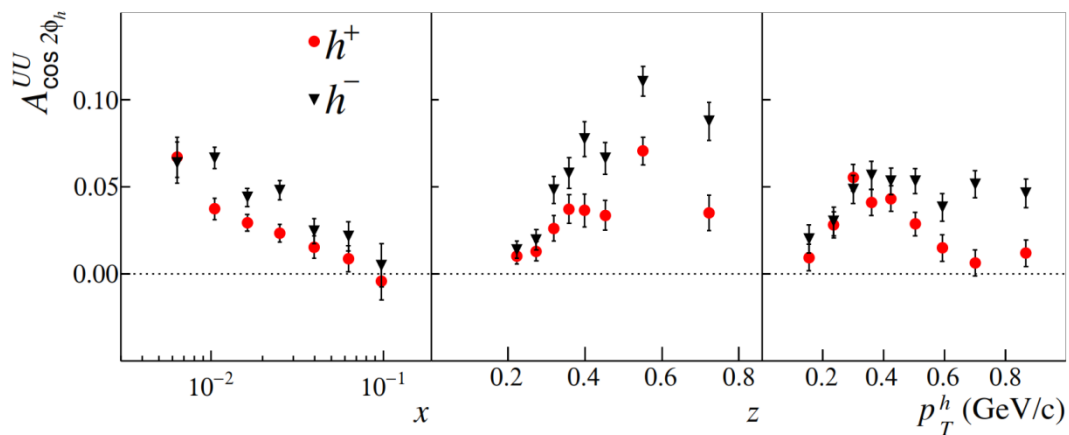 A^{UU}_{cos 2ϕ_h}
h⁺
h⁻
0.10
0.05
0.00
10⁻² 10⁻¹ 0.2 0.4 0.6 0.8 0.2 0.4 0.6 0.8
x z p_T^h (GeV/c)